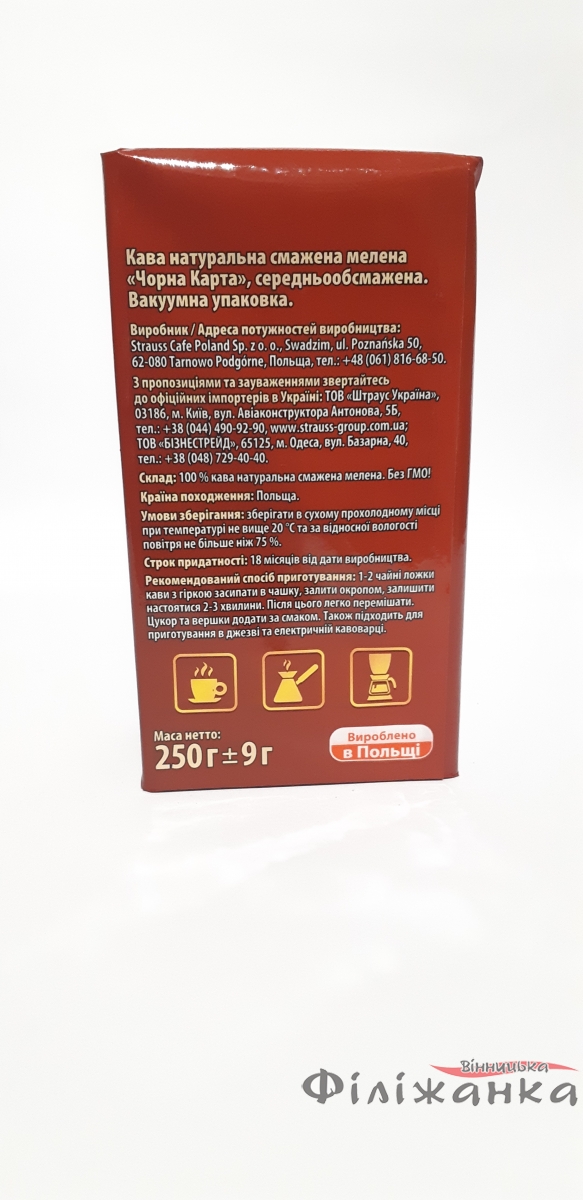 Кава натуральна смажена мелена
«Чорна Карта», середньообсмажена.
Вакуумна упаковка.
Виробник / Адреса потужностей виробництва:
Strauss Cafe Poland Sp. z o. o., Swadzim, ul. Poznańska 50,
62-080 Tarnowo Podgórne, Польща, тел.: +48 (061) 816-68-50.
З пропозиціями та зауваженнями звертайтесь
до офіційних імпортерів в Україні: ТОВ «Штраус Україна»,
03186, м. Київ, вул. Авіаконструктора Антонова, 5Б,
тел.: +38 (044) 490-92-90, www.strauss-group.com.ua;
ТОВ «БІЗНЕСТРЕЙД», 65125, м. Одеса, вул. Базарна, 40,
тел.: +38 (048) 729-40-40.
Склад: 100 % кава натуральна смажена мелена. Без ГМО!
Країна походження: Польща.
Умови зберігання: зберігати в сухому прохолодному місці
при температурі не вище 20 °С та за відносної вологості
повітря не більше ніж 75 %.
Строк придатності: 18 місяців від дати виробництва.
Рекомендований спосіб приготування: 1-2 чайні ложки
кави з гіркою засипати в чашку, залити окропом, залишити
настоятися 2-3 хвилини. Після цього легко перемішати.
Цукор та вершки додати за смаком. Також підходить для
приготування в джезві та електричній кавоварці.
Маса нетто:
250 г ± 9 г
Вироблено
в Польщі
Вінницька
Філіжанка